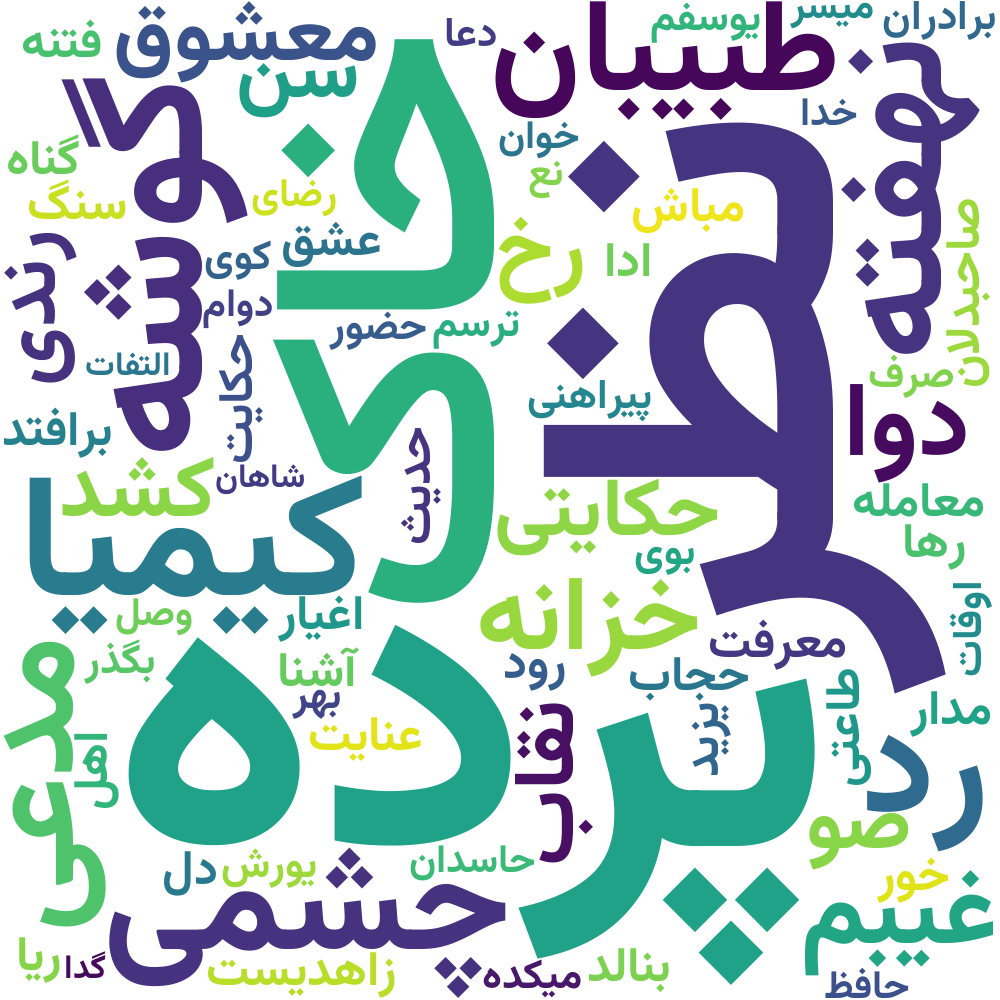 برادران
میسر
یوسفم
طبیبان
دعا
معشوق
فتنه
سن
نهفته
خدا
خوان
گوشه
خاک
نظر
گناه
نع
رضای
سنگ
مباش
صاحبدلان
رخ
ادا
عشق
کوی
رندی
دوام
حضور
ترسم
حکایت
التفات
صرف
دوا
پیراهنی
برافتد
حدیث
شاهان
کشد
کیمیا
حکایتی
معامله
رها
بوی
خزانه
اوقات
اغیار
وصل
معرفت
بگذر
آشنا
رود
حجاب
طاعتی
مدار
بهر
مدعی
پرده
نقاب
یزید
عنایت
اهل
رد
صو
حاسدان
دل
یورش
خور
چشمی
غیبم
ریا
گدا
زاهدیست
میکده
بنالد
حافظ